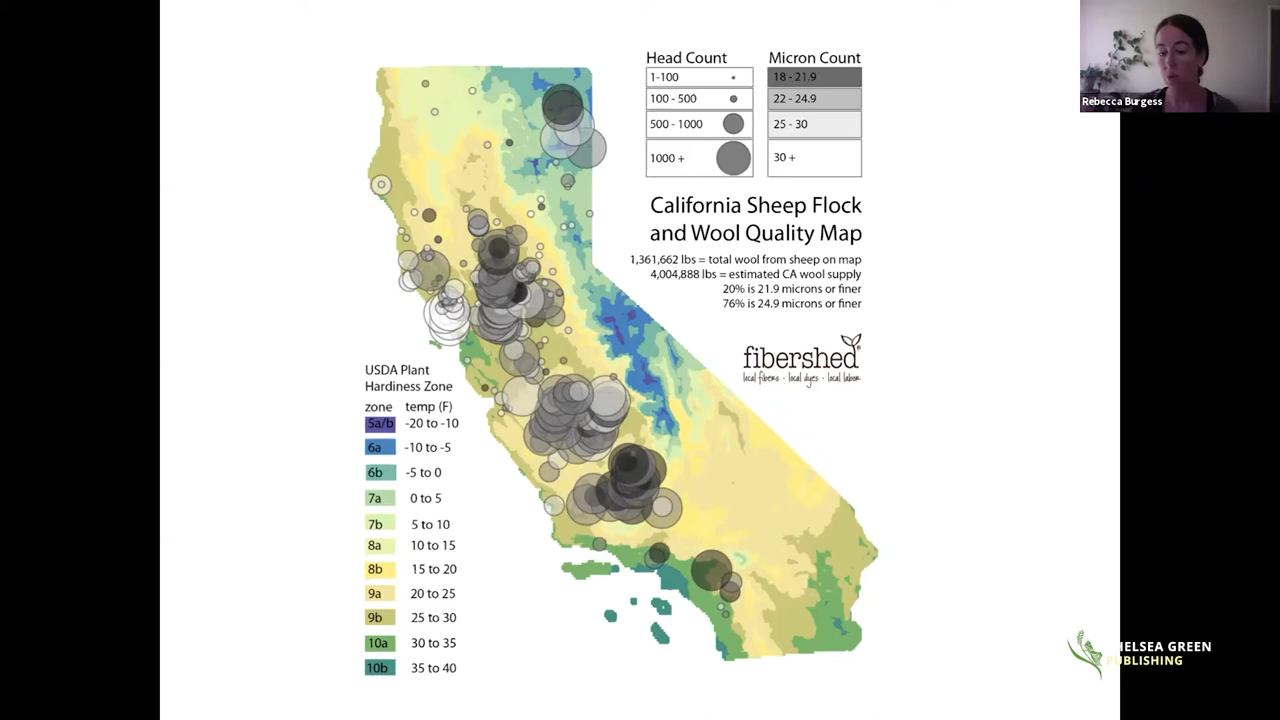 Head Count
1-100
100 - 500
500 - 1000
1000 +
Micron Count
18 - 21.9
22 - 24.9
25 - 30
30 +
Rebecca Burgess
California Sheep Flock
and Wool Quality Map
1,361,662 lbs = total wool from sheep on map
4,004,888 lbs = estimated CA wool supply
20% is 21.9 microns or finer
76% is 24.9 microns or finer
fibershed®
local fibers · local dyes · local labor
USDA Plant
Hardiness Zone
zone temp (F)
5a/b -20 to -10
6a -10 to -5
6b -5 to 0
7a 0 to 5
7b 5 to 10
8a 10 to 15
8b 15 to 20
9a 20 to 25
9b 25 to 30
10a 30 to 35
10b 35 to 40
HELSEA GREEN
PUBLISHING